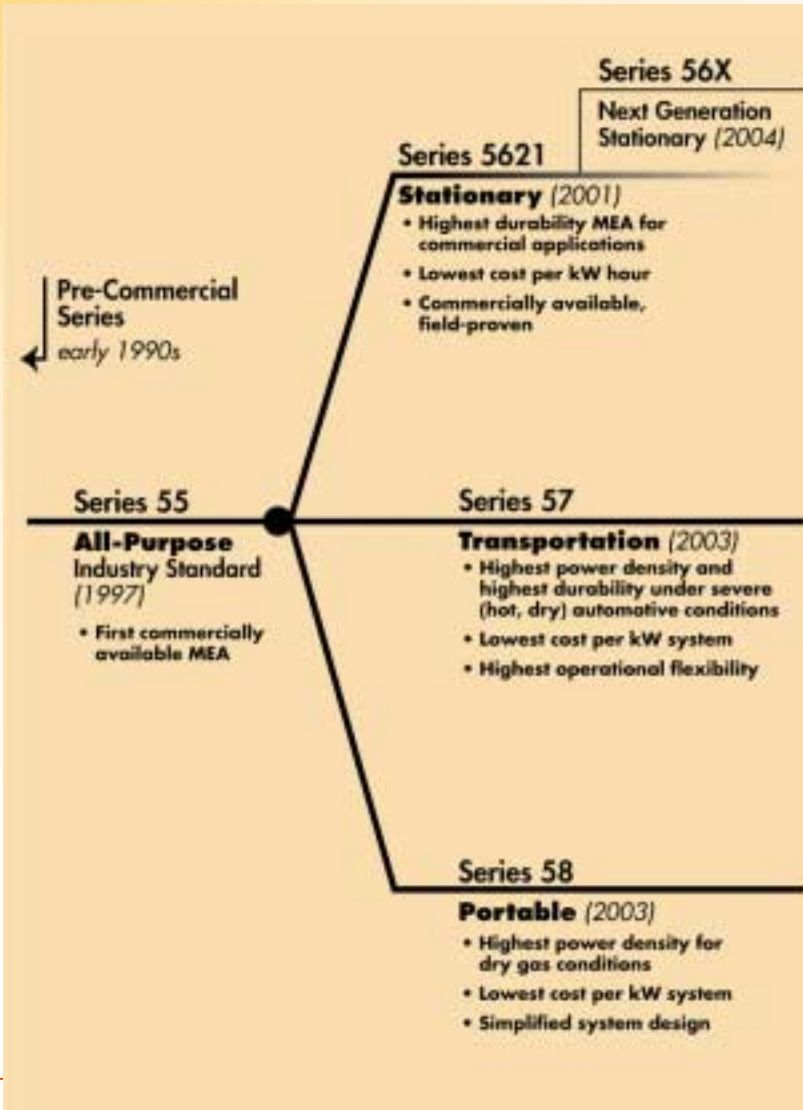 Series 56X
Next Generation
Stationary (2004)
Series 5621
Stationary (2001)
• Highest durability MEA for
commercial applications
• Lowest cost per kW hour
• Commercially available,
field-proven
Pre-Commercial
Series
early 1990s
Series 55
All-Purpose
Industry Standard
(1997)
• First commercially
available MEA
Series 57
Transportation (2003)
• Highest power density and
highest durability under severe
(hot, dry) automotive conditions
• Lowest cost per kW system
• Highest operational flexibility
Series 58
Portable (2003)
• Highest power density for
dry gas conditions
• Lowest cost per kW system
• Simplified system design